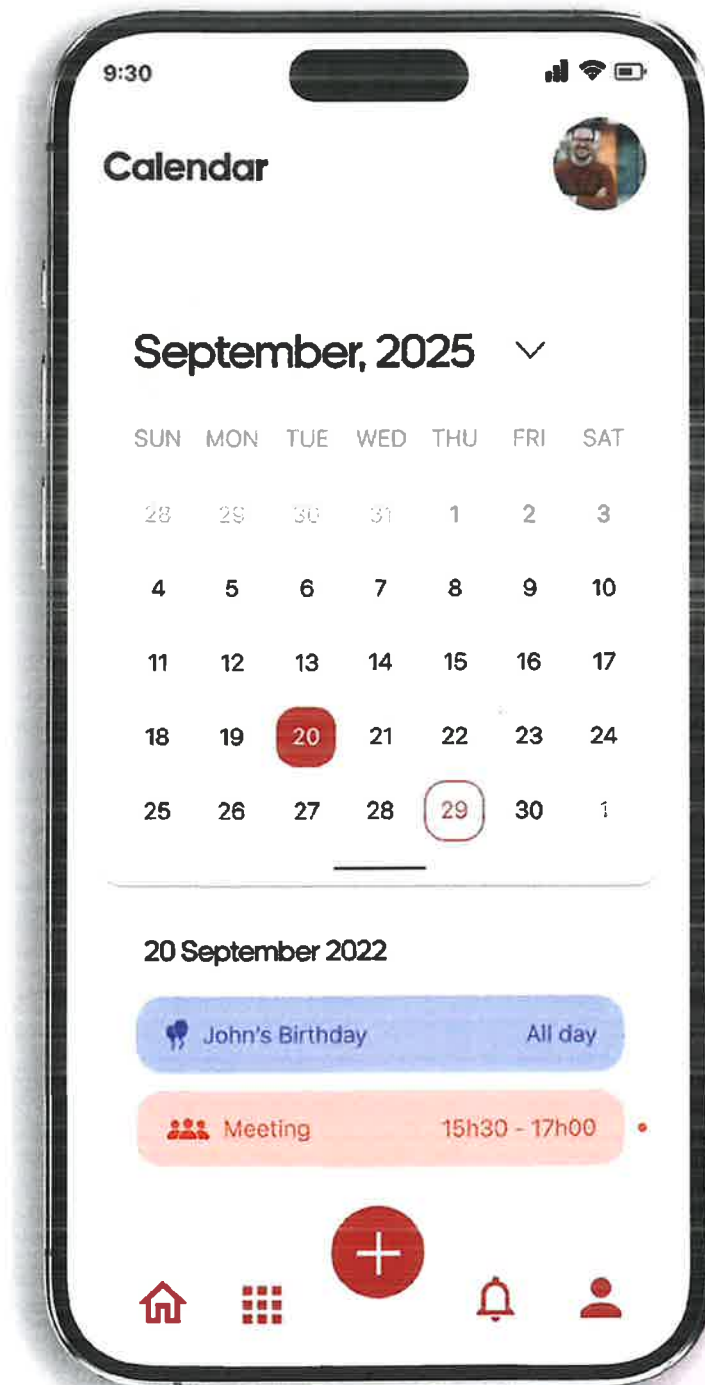 9:30
Calendar
September, 2025
SUN MON TUE WED THU FRI SAT
28 29 30 31 1 2 3
4 5 6 7 8 9 10
11 12 13 14 15 16 17
18 19 20 21 22 23 24
25 26 27 28 29 30 1
20 September 2022
John's Birthday All day
Meeting 15h30 - 17h00